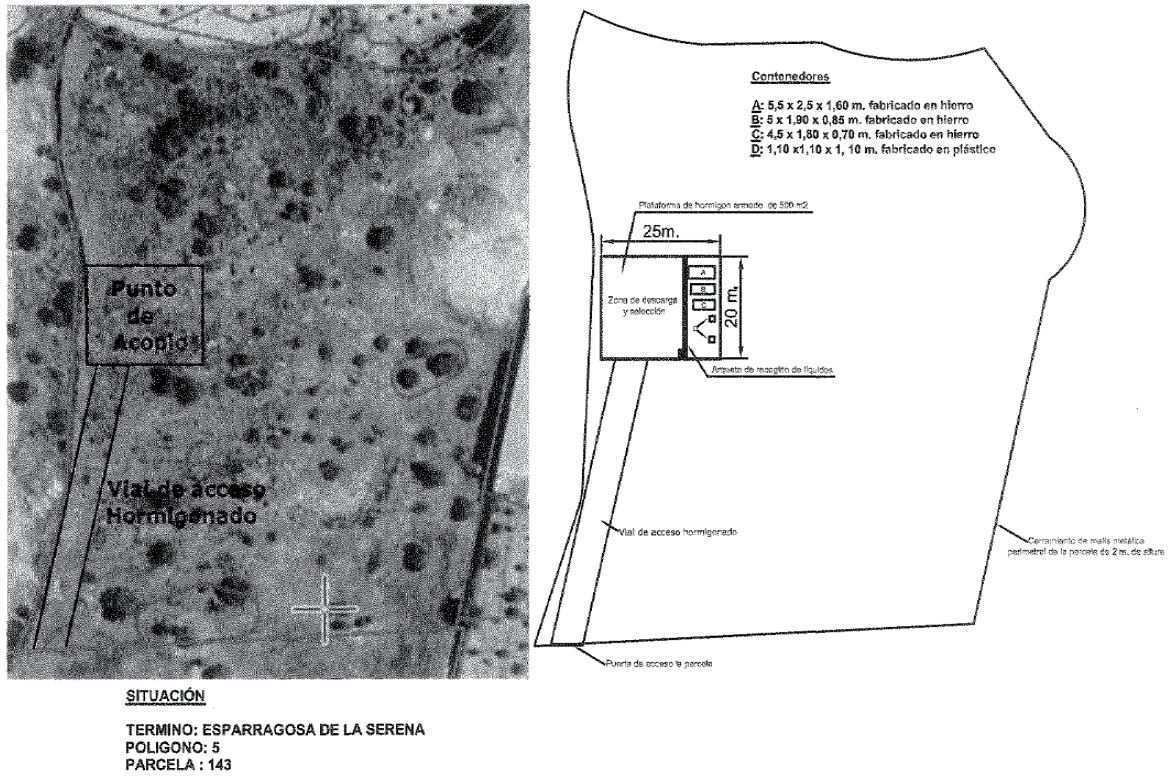 Punto
de
Acopio
Vial de acceso
Hormigonado
SITUACIÓN
TERMINO: ESPARRAGOSA DE LA SERENA
POLIGONO: 5
PARCELA : 143
Contenedores
A: 5,5 x 2,5 x 1,60 m. fabricado en hierro
B: 5 x 1,90 x 0,85 m. fabricado en hierro
C: 4,5 x 1,80 x 0,70 m. fabricado en hierro
D: 1,10 x1,10 x 1, 10 m. fabricado en plástico
Plataforma de hormigon armado de 500 m2
25m.
A
B
C
Zona de descarga
y selección
20 m.
Arqueta de recogida de líquidos
Vial de acceso hormigonado
Cerramiento de malla metálica
perimetral de la parcela de 2 m. de altura
Puerta de acceso la parcela